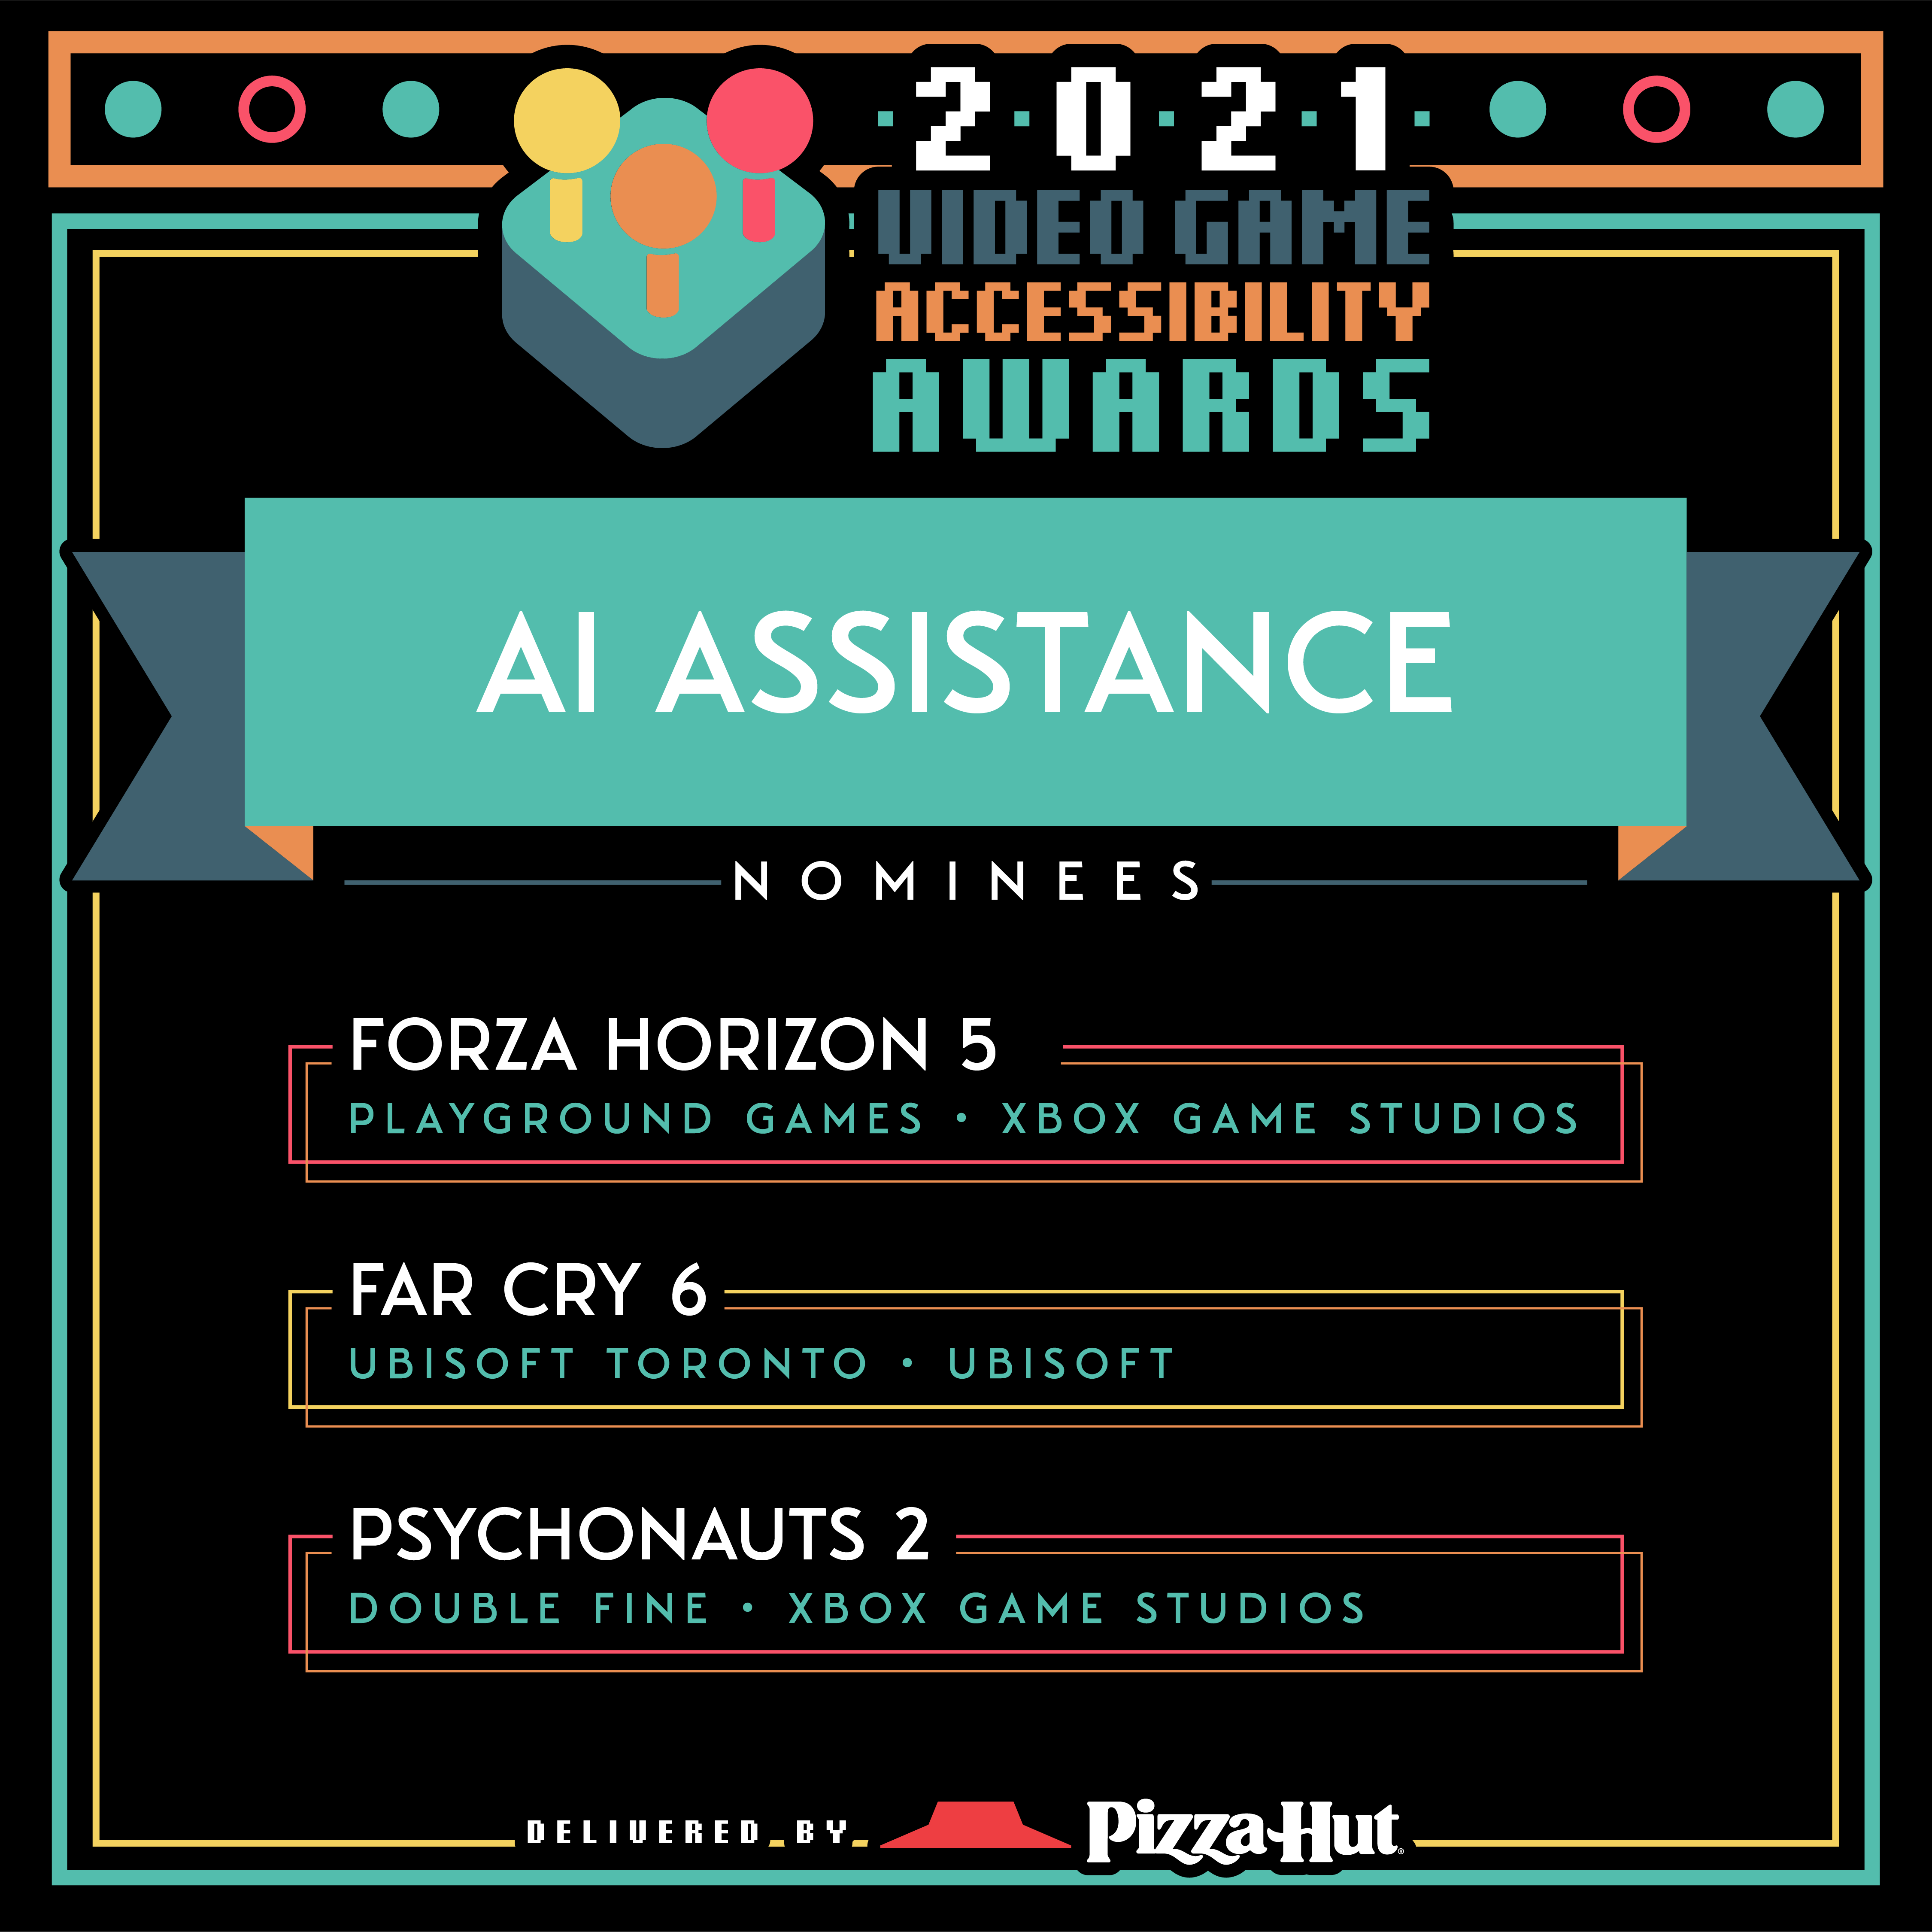 2·0·2·1
VIDEO GAME
ACCESSIBILITY
AWARDS
AI ASSISTANCE
NOMINEES
FORZA HORIZON 5
PLAYGROUND GAMES • XBOX GAME STUDIOS
FAR CRY 6
UBISOFT TORONTO • UBISOFT
PSYCHONAUTS 2
DOUBLE FINE • XBOX GAME STUDIOS
DELIVERED BY Pizza Hut®